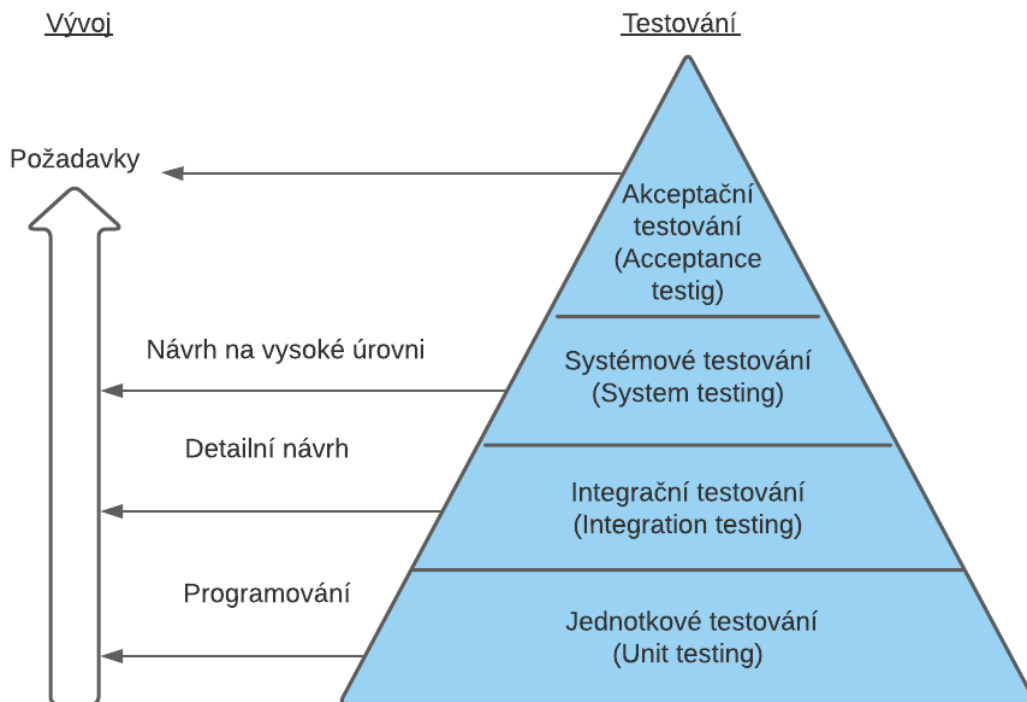 Vývoj
Testování
Požadavky
Akceptační
testování
(Acceptance
testig)
Návrh na vysoké úrovni
Systémové testování
(System testing)
Detailní návrh
Integrační testování
(Integration testing)
Programování
Jednotkové testování
(Unit testing)